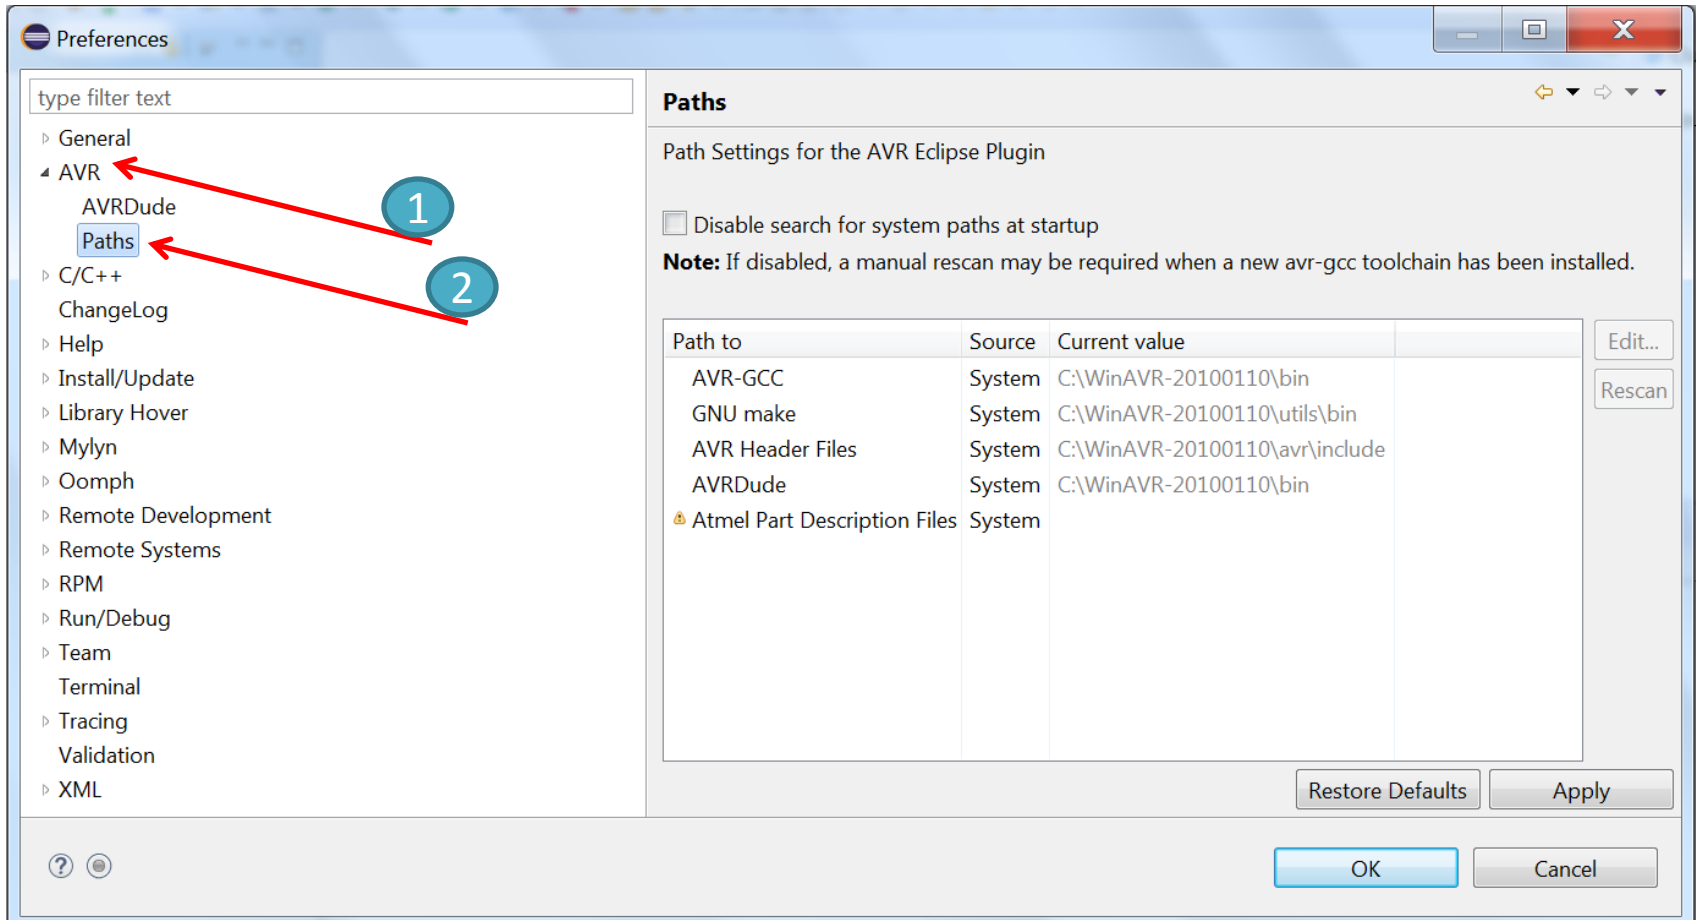 Preferences
type filter text
General
AVR
AVRDude
Paths
C/C++
ChangeLog
Help
Install/Update
Library Hover
Mylyn
Oomph
Remote Development
Remote Systems
RPM
Run/Debug
Team
Terminal
Tracing
Validation
XML
1
2
Paths
Path Settings for the AVR Eclipse Plugin
Disable search for system paths at startup
Note: If disabled, a manual rescan may be required when a new avr-gcc toolchain has been installed.
Path to Source Current value
AVR-GCC System C:\WinAVR-20100110\bin
GNU make System C:\WinAVR-20100110\utils\bin
AVR Header Files System C:\WinAVR-20100110\avr\include
AVRDude System C:\WinAVR-20100110\bin
Atmel Part Description Files System
Edit...
Rescan
Restore Defaults Apply
? OK Cancel